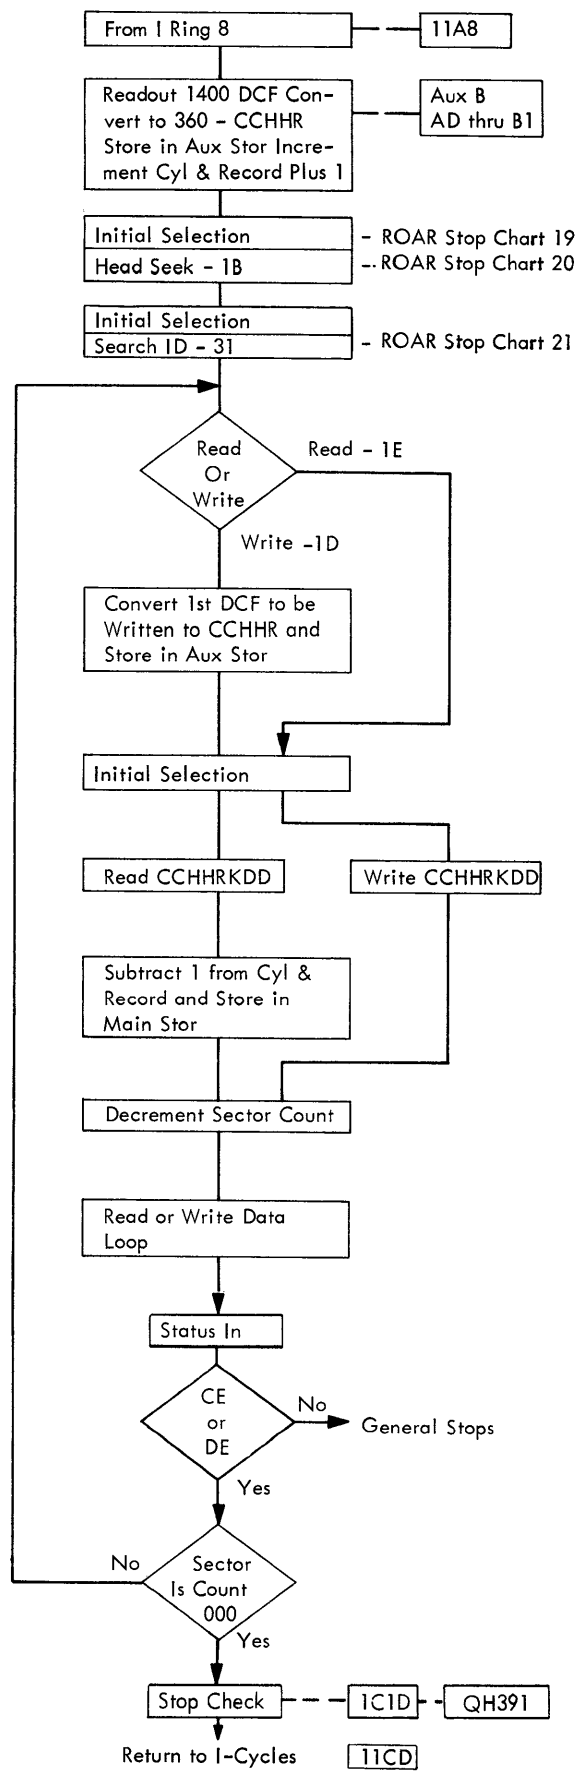 From I Ring 8
11A8
Readout 1400 DCF Con-
vert to 360 - CCHHR
Store in Aux Stor Incre-
ment Cyl & Record Plus 1
Aux B
AD thru B1
Initial Selection
- ROAR Stop Chart 19
Head Seek - 1B
-. ROAR Stop Chart 20
Initial Selection
Search ID - 31
- ROAR Stop Chart 21
Read
Or
Write
Read - 1E
Write -1D
Convert 1st DCF to be
Written to CCHHR and
Store in Aux Stor
Initial Selection
Read CCHHRKDD
Write CCHHRKDD
Subtract 1 from Cyl &
Record and Store in
Main Stor
Decrement Sector Count
Read or Write Data
Loop
Status In
CE
or
DE
No
General Stops
Yes
No
Sector
Is Count
000
Yes
Stop Check
1C1D
QH391
Return to I-Cycles
11CD